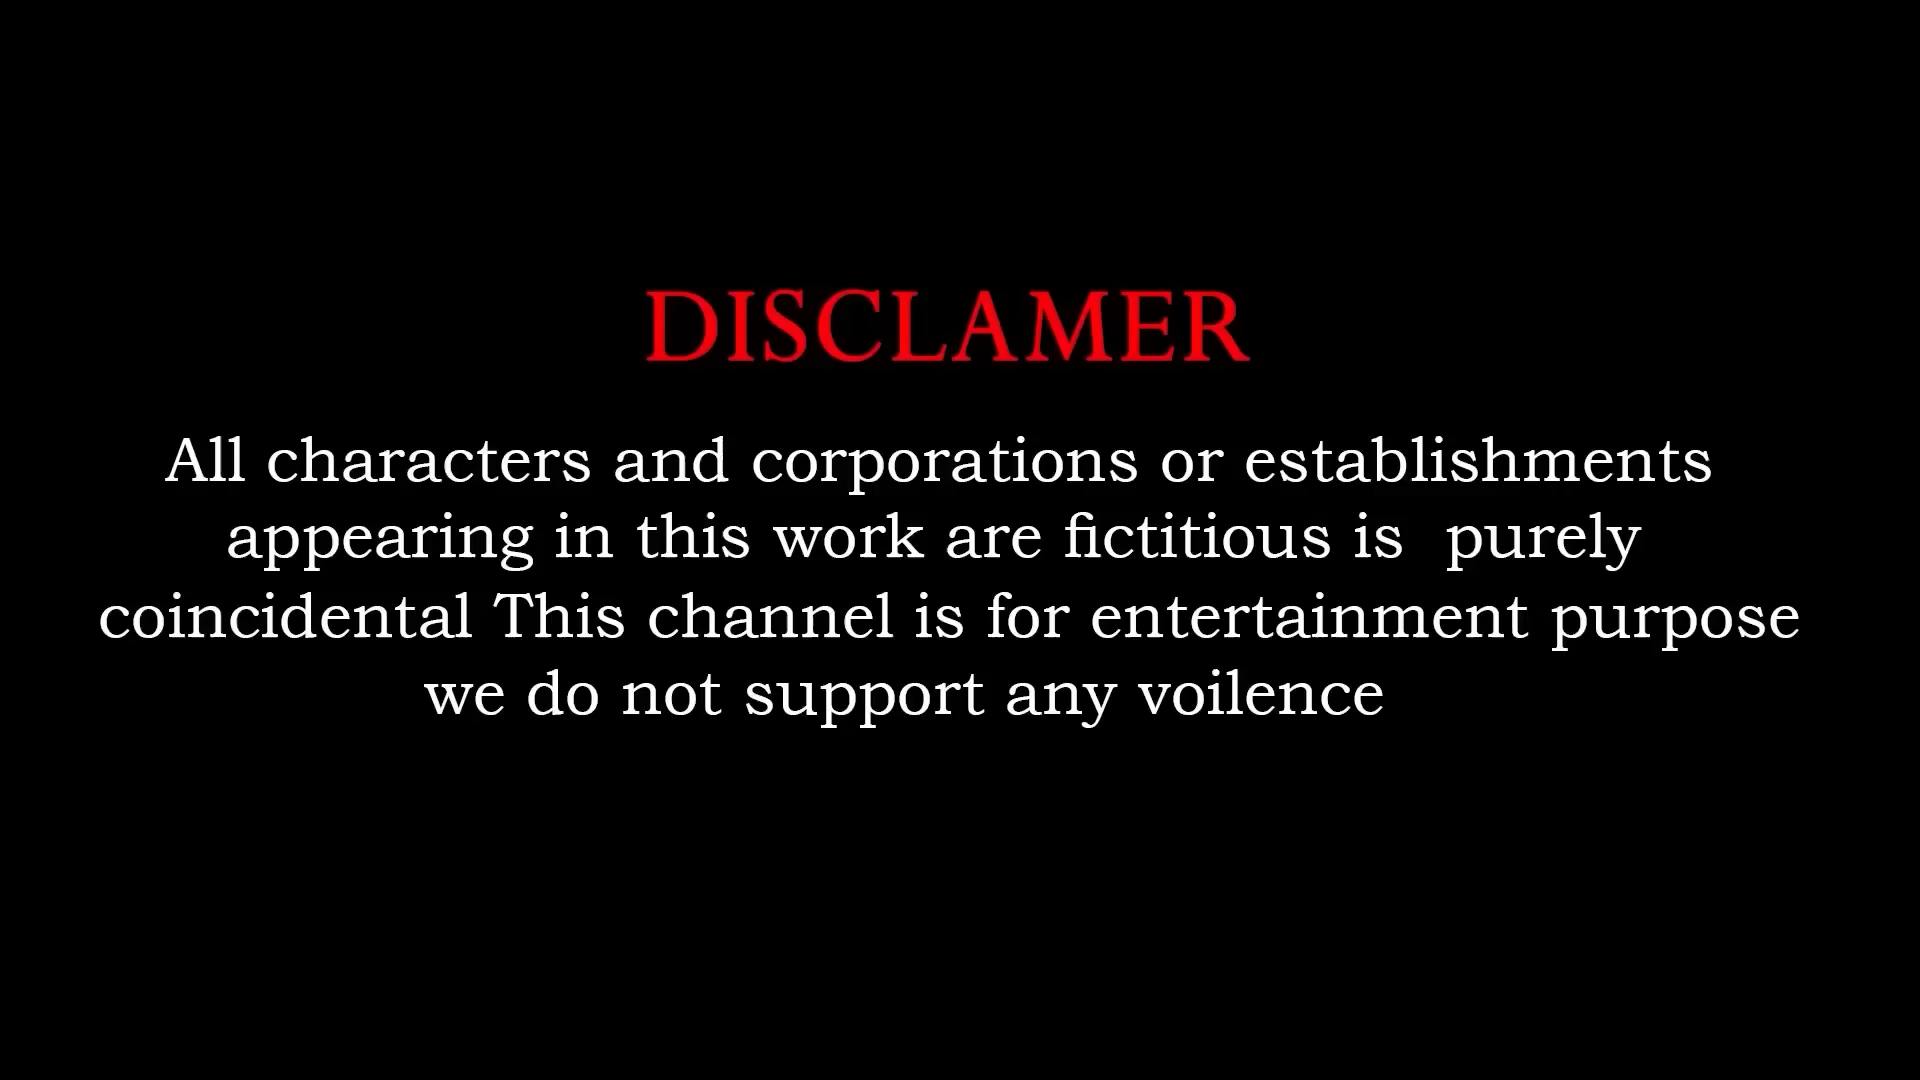 DISCLAMER
All characters and corporations or establishments
appearing in this work are fictitious is  purely
coincidental This channel is for entertainment purpose
we do not support any voilence